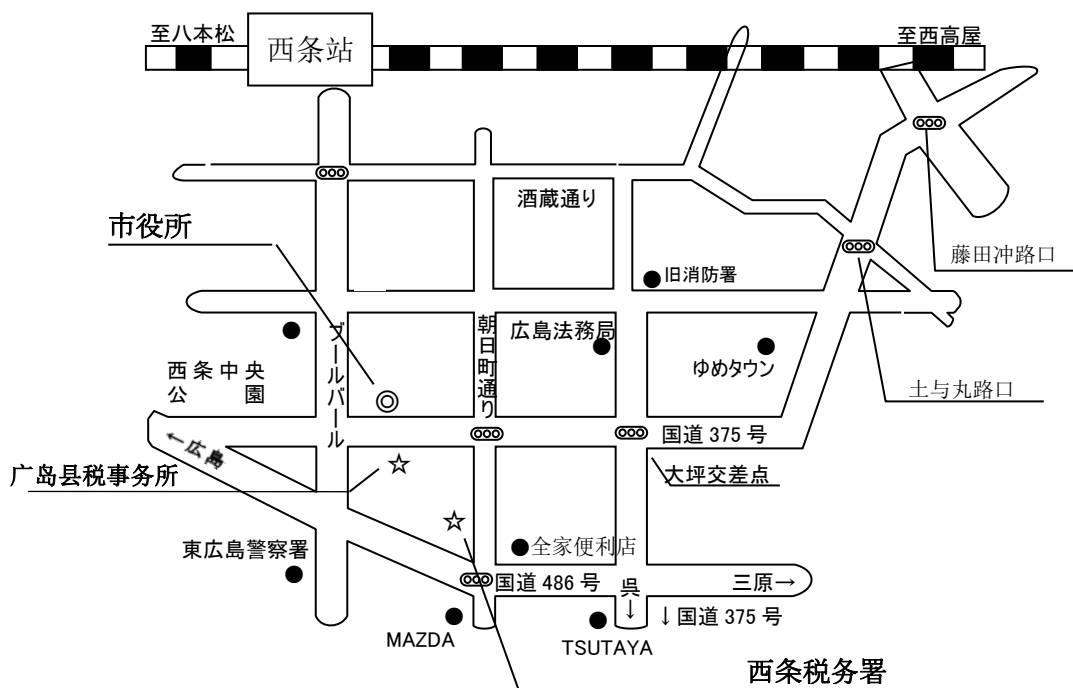 至八本松
西条站
至西高屋
酒蔵通り
市役所
藤田冲路口
旧消防署
ブールバール
朝日町通り
広島法務局
ゆめタウン
西条中央
公園
土与丸路口
←広島
国道 375 号
广岛县税事务所
大坪交差点
全家便利店
東広島警察署
国道 486 号
呉
↓
三原→
↓国道 375 号
MAZDA
TSUTAYA
西条税务署